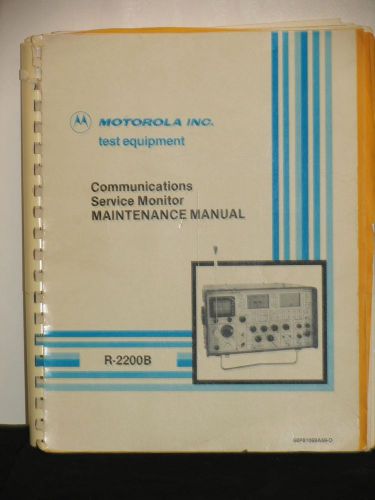 MOTOROLA INC.
test equipment
Communications
Service Monitor
MAINTENANCE MANUAL
R-2200B